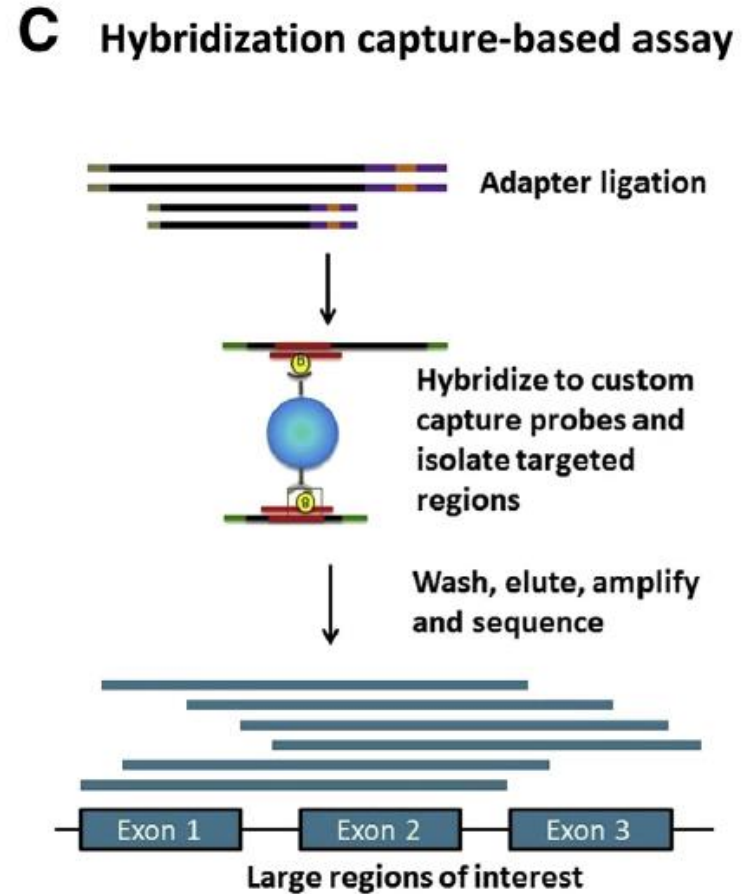 C Hybridization capture-based assay
Adapter ligation
Hybridize to custom
capture probes and
isolate targeted
regions
Wash, elute, amplify
and sequence
Exon 1 Exon 2 Exon 3
Large regions of interest